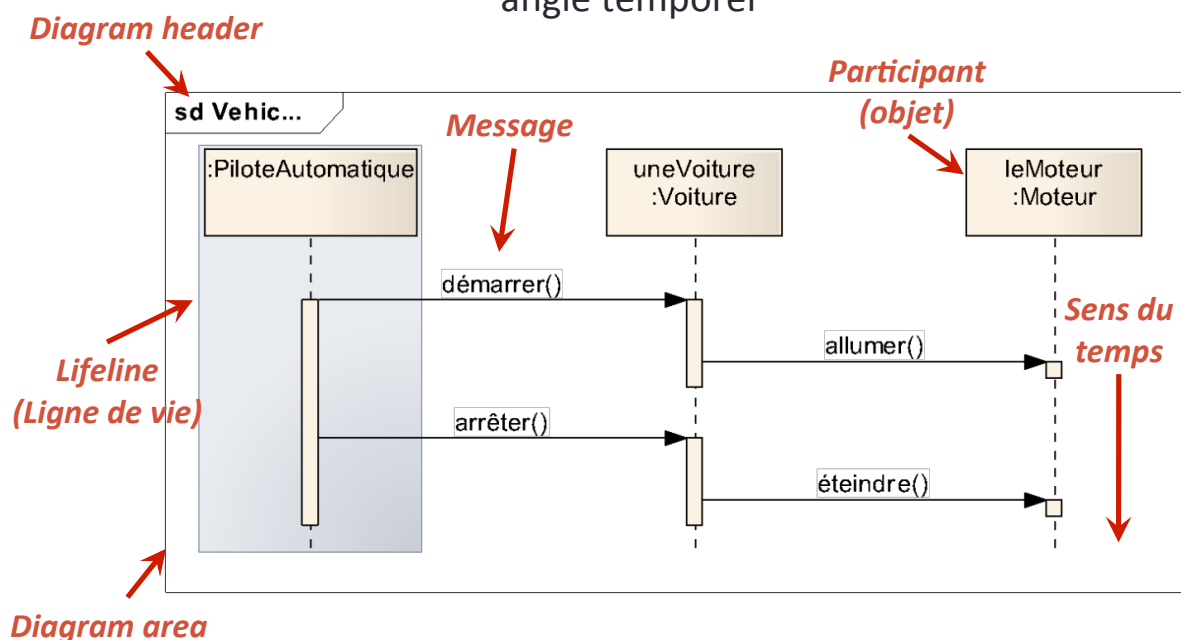 angle temporel
Diagram header
Participant
(objet)
sd Vehic...
Message
:PiloteAutomatique
uneVoiture
:Voiture
leMoteur
:Moteur
démarrer()
Sens du
temps
allumer()
Lifeline
(Ligne de vie)
arrêter()
éteindre()
Diagram area